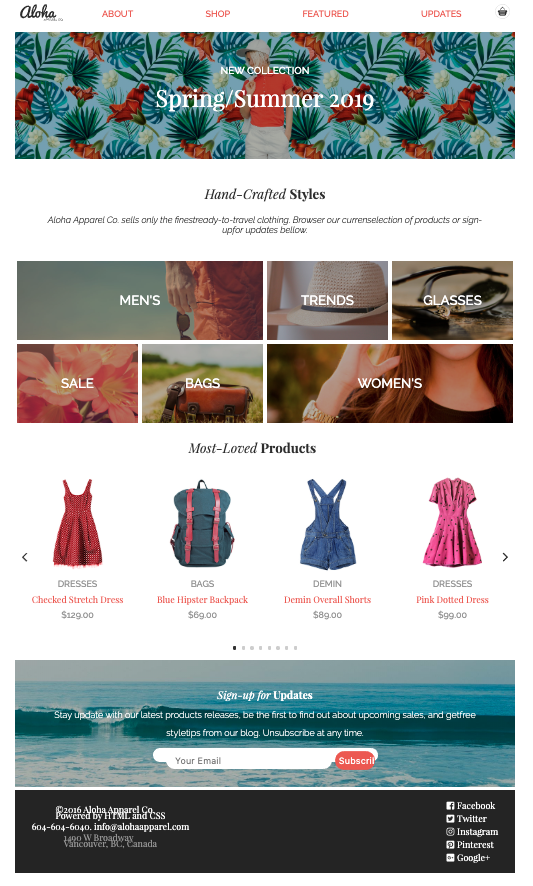 Aloha
APPAREL CO.
ABOUT
SHOP
FEATURED
UPDATES
NEW COLLECTION
Spring/Summer 2019
Hand-Crafted Styles
Aloha Apparel Co. sells only the finestready-to-travel clothing. Browser our currenselection of products or sign-
upfor updates bellow.
MEN'S
TRENDS
GLASSES
SALE
BAGS
WOMEN'S
Most-Loved Products
DRESSES
BAGS
DEMIN
DRESSES
Checked Stretch Dress
Blue Hipster Backpack
Demin Overall Shorts
Pink Dotted Dress
$129.00
$69.00
$89.00
$99.00
Sign-up for Updates
Stay update with our latest products releases, be the first to find out about upcoming sales, and getfree
styletips from our blog. Unsubscribe at any time.
Your Email
Subscri
©2016 Aloha Apparel Co.
Powered by HTML and CSS
604-604-6040. info@alohaapparel.com
1490 W Broadway
Vancouver, BC, Canada
Facebook
Twitter
Instagram
Pinterest
Google+